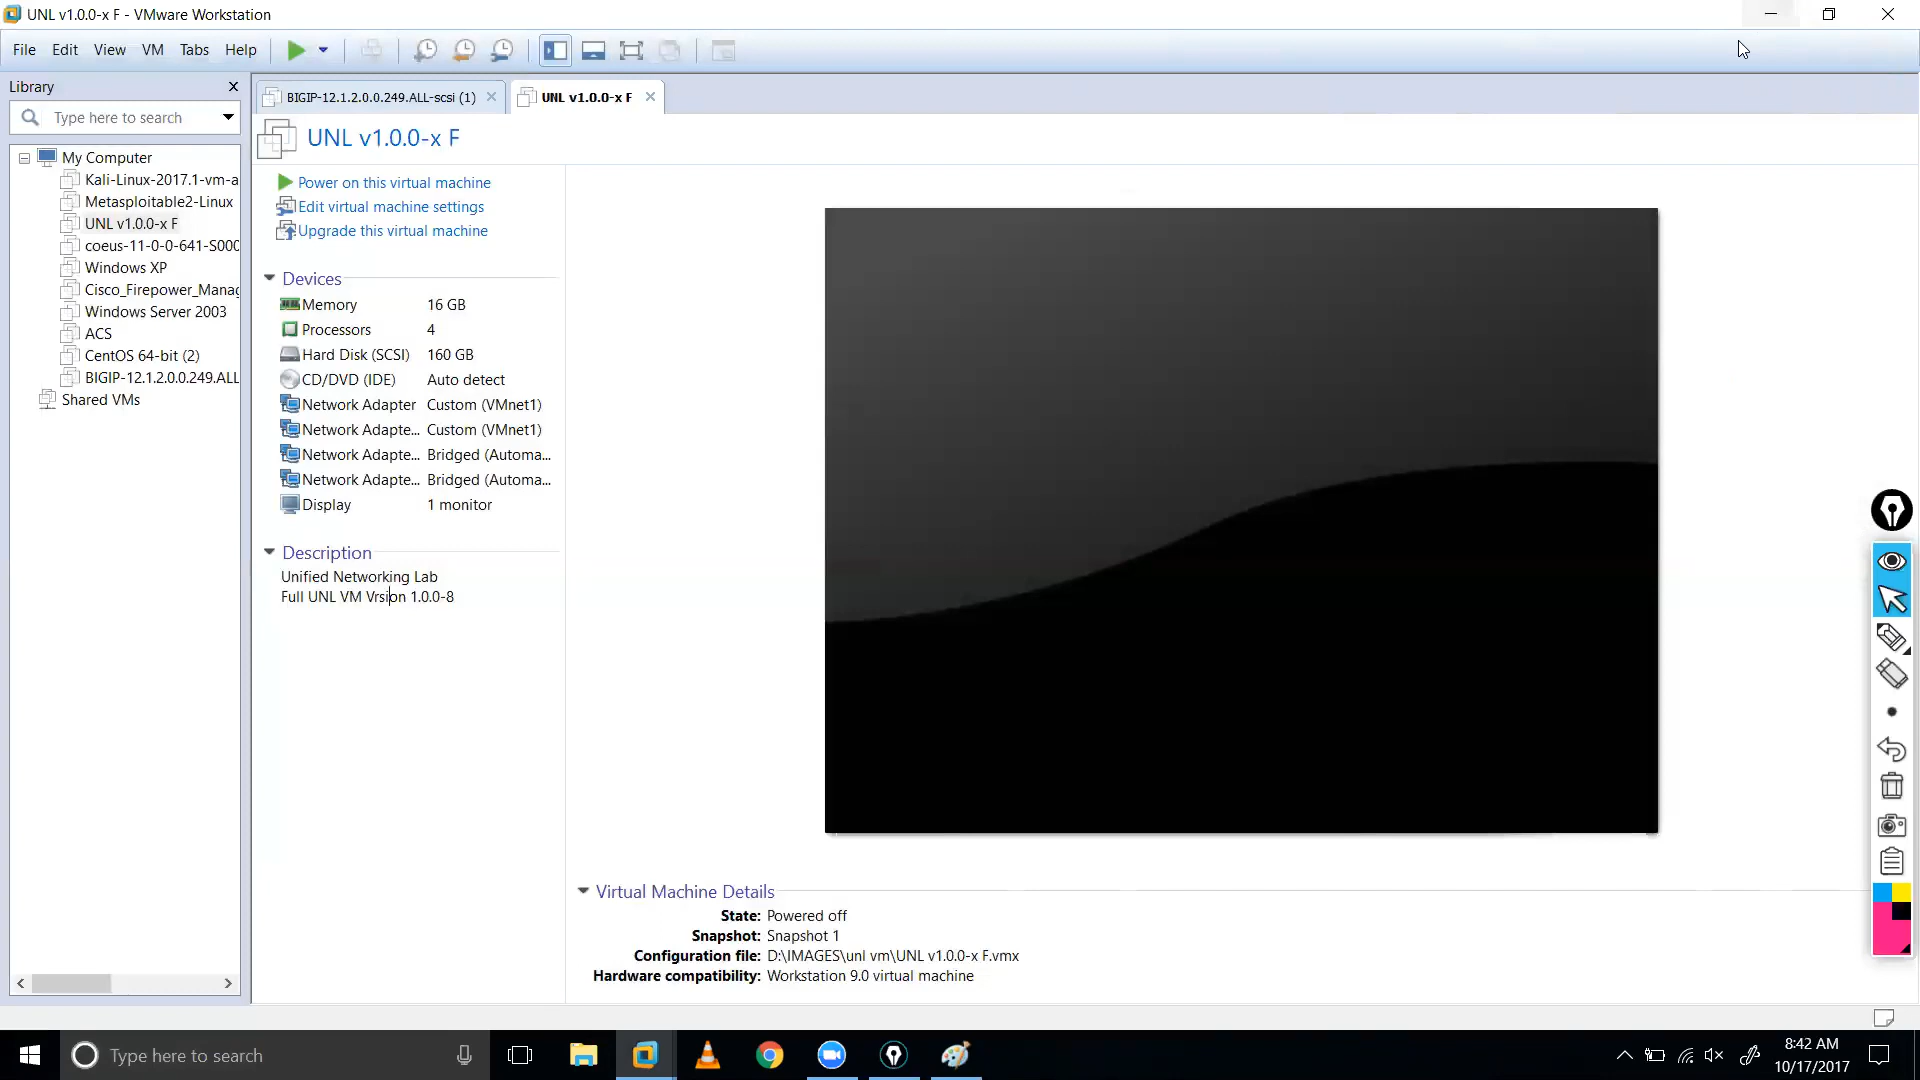 UNL v1.0.0-x F - VMware Workstation
File Edit View VM Tabs Help
Library
Type here to search
My Computer
Kali-Linux-2017.1-vm-a
Metasploitable2-Linux
UNL v1.0.0-x F
coeus-11-0-0-641-S000
Windows XP
Cisco_Firepower_Manag
Windows Server 2003
ACS
CentOS 64-bit (2)
BIGIP-12.1.2.0.0.249.ALL
Shared VMs
BIGIP-12.1.2.0.0.249.ALL-scsi (1)
UNL v1.0.0-x F
UNL v1.0.0-x F
Power on this virtual machine
Edit virtual machine settings
Upgrade this virtual machine
Devices
Memory 16 GB
Processors 4
Hard Disk (SCSI) 160 GB
CD/DVD (IDE) Auto detect
Network Adapter Custom (VMnet1)
Network Adapte... Custom (VMnet1)
Network Adapte... Bridged (Automa...
Network Adapte... Bridged (Automa...
Display 1 monitor
Description
Unified Networking Lab
Full UNL VM Vrsion 1.0.0-8
Virtual Machine Details
State: Powered off
Snapshot: Snapshot 1
Configuration file: D:\IMAGES\unl vm\UNL v1.0.0-x F.vmx
Hardware compatibility: Workstation 9.0 virtual machine
Type here to search
8:42 AM
10/17/2017